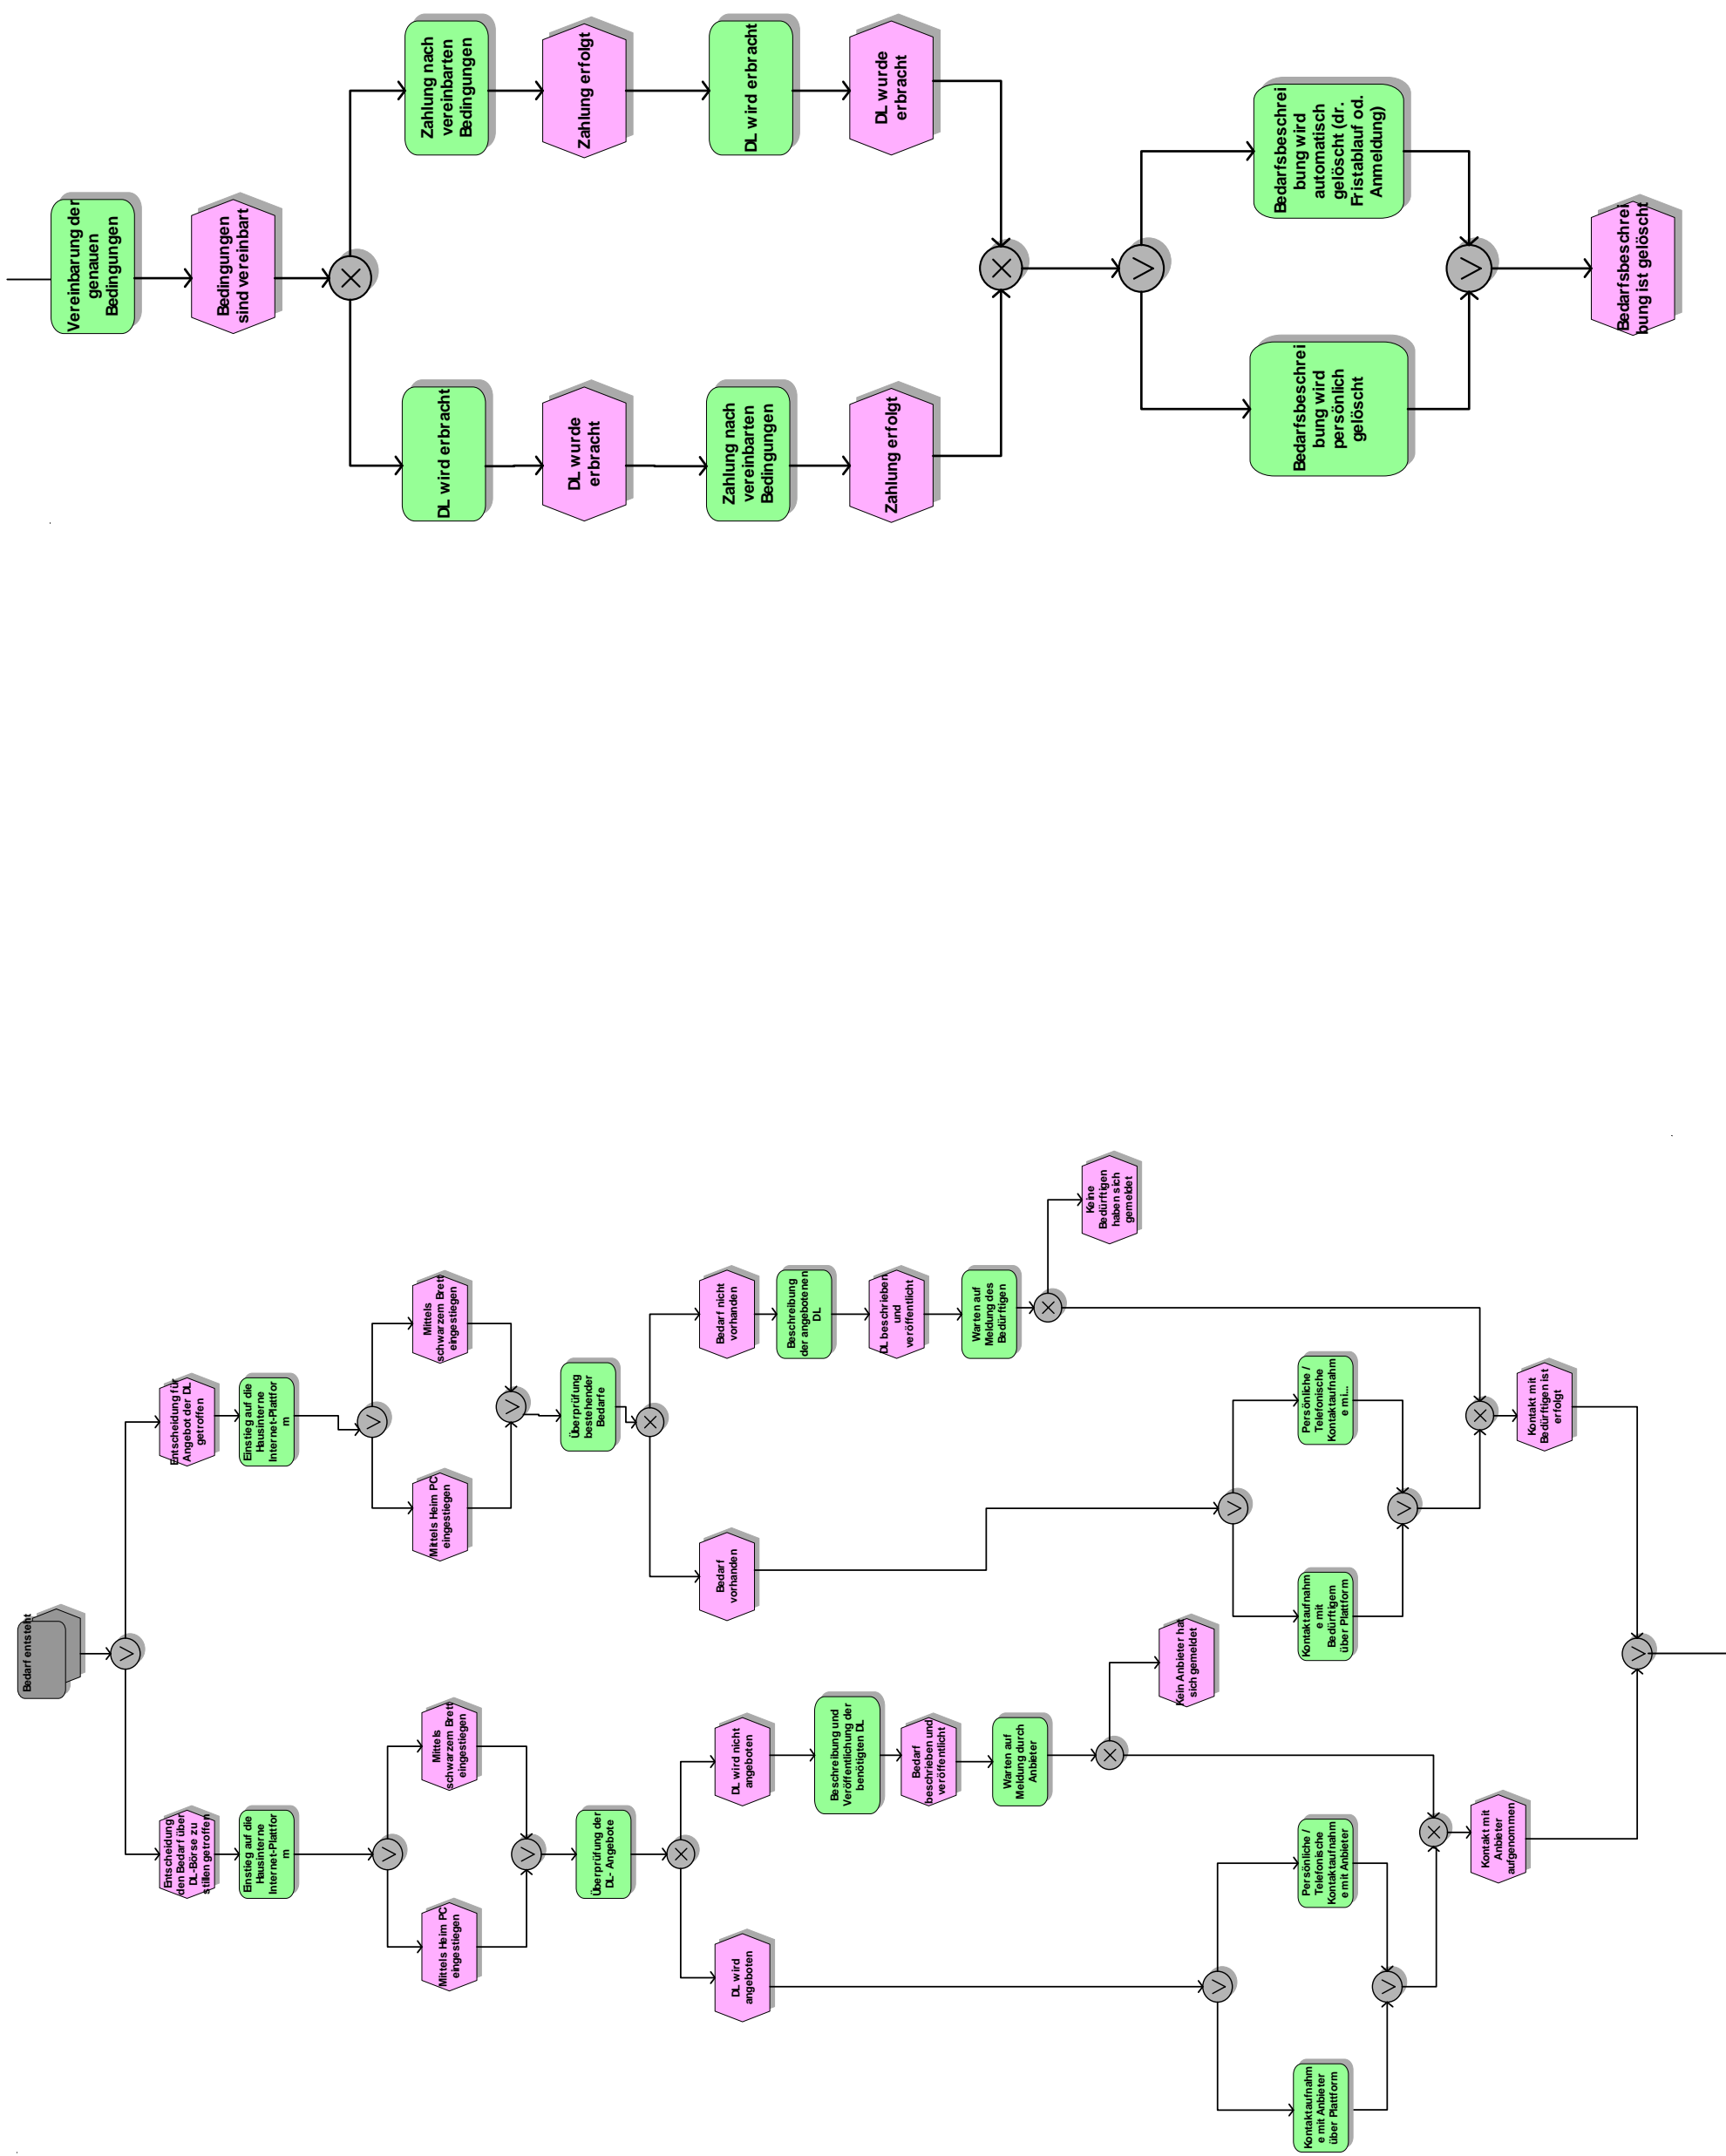 Bedarf entsteht
Entscheidung
den Bedarf über
DL-Börse zu
stillen getroffen
Einstieg auf die
Hausinterne
Internet-Plattfor
m
Mittels Heim PC
eingestiegen
Mittels
schwarzem Brett
eingestiegen
Überprüfung der
DL- Angebote
DL wird
angeboten
DL wird nicht
angeboten
Beschreibung und
Veröffentlichung der
benötigten DL
Bedarf
beschrieben und
veröffentlicht
Warten auf
Meldung durch
Anbieter
Kein Anbieter hat
sich gemeldet
Kontaktaufnahm
e mit Anbieter
über Plattform
Persönliche /
Telefonische
Kontaktaufnahm
e mit Anbieter
Kontakt mit
Anbieter
aufgenommen
Entscheidung für
Angebot der DL
getroffen
Einstieg auf die
Hausinterne
Internet-Plattfor
m
Mittels Heim PC
eingestiegen
Mittels
schwarzem Brett
eingestiegen
Überprüfung
bestehender
Bedarfe
Bedarf
vorhanden
Bedarf nicht
vorhanden
Beschreibung
der angebotenen
DL
DL beschrieben
und
veröffentlicht
Warten auf
Meldung des
Bedürftigen
Keine
Bedürftigen
haben sich
gemeldet
Kontaktaufnahm
e mit
Bedürftigem
über Plattform
Persönliche /
Telefonische
Kontaktaufnahm
e mi...
Kontakt mit
Bedürftigen ist
erfolgt
Vereinbarung der
genauen
Bedingungen
Bedingungen
sind vereinbart
DL wird erbracht
DL wurde
erbracht
Zahlung nach
vereinbarten
Bedingungen
Zahlung erfolgt
Zahlung nach
vereinbarten
Bedingungen
Zahlung erfolgt
DL wird erbracht
DL wurde
erbracht
Bedarfsbeschrei
bung wird
persönlich
gelöscht
Bedarfsbeschrei
bung wird
automatisch
gelöscht (dr.
Fristablauf od.
Anmeldung)
Bedarfsbeschrei
bung ist gelöscht